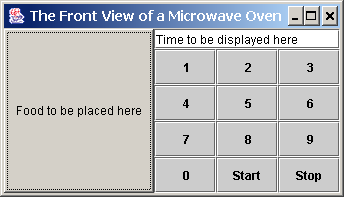 The Front View of a Microwave Oven
Food to be placed here
Time to be displayed here
1 2 3
4 5 6
7 8 9
0 Start Stop